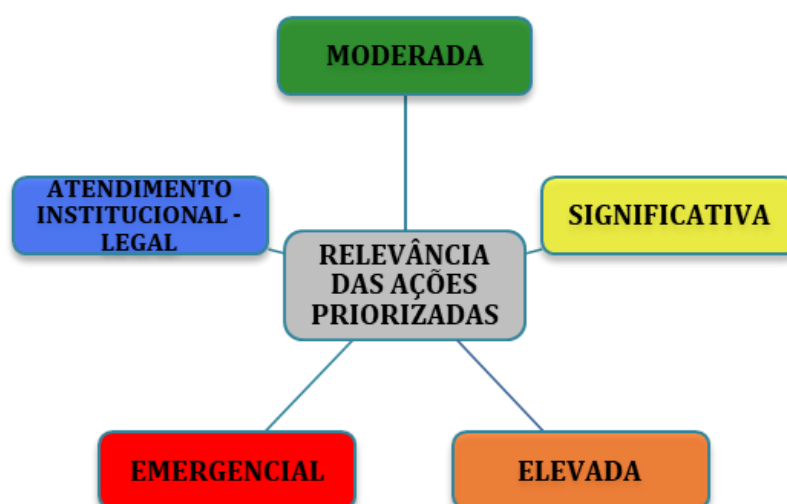 MODERADA
ATENDIMENTO
INSTITUCIONAL -
LEGAL
SIGNIFICATIVA
RELEVÂNCIA
DAS AÇÕES
PRIORIZADAS
EMERGENCIAL
ELEVADA